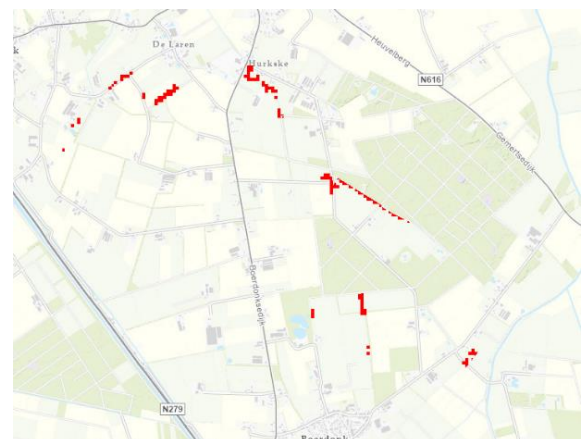 De Laren
Hurkske
Heuvelberg
N616
Gemertsedijk
k
Boerdonksedijk
N279
Boerdonk